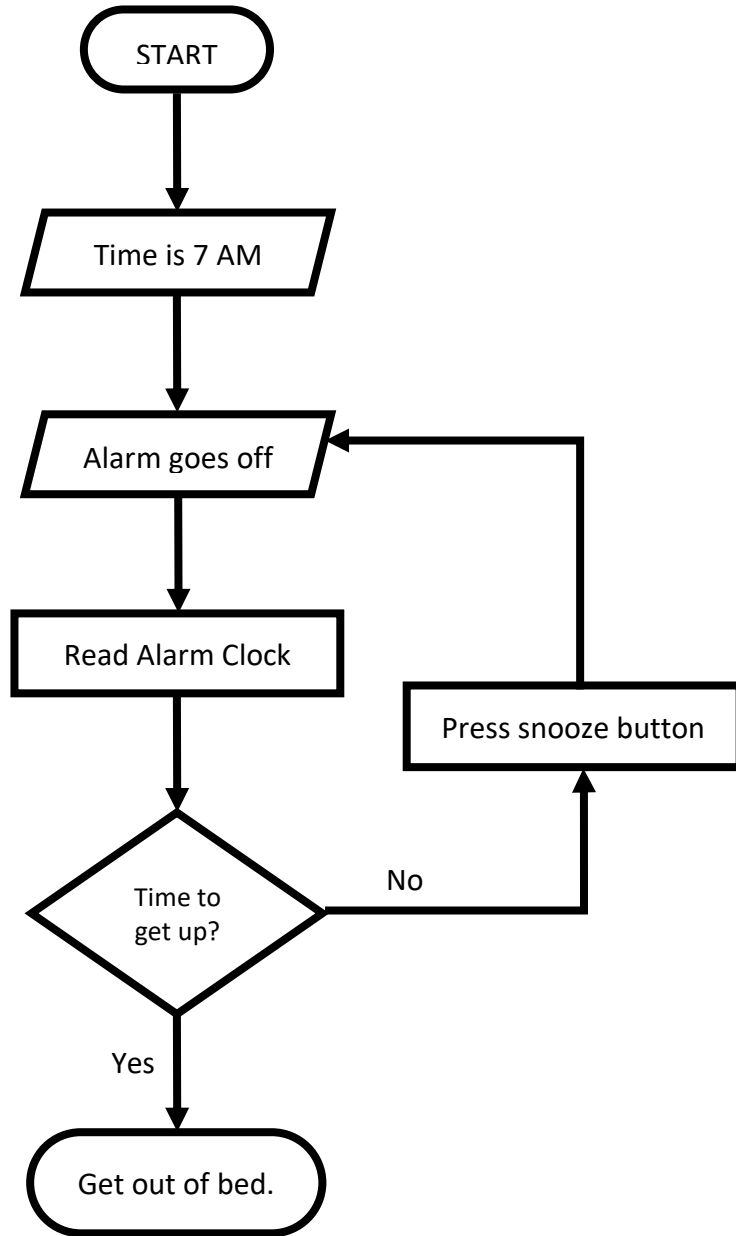 START
Time is 7 AM
Alarm goes off
Read Alarm Clock
Press snooze button
Time to
get up?
No
Yes
Get out of bed.